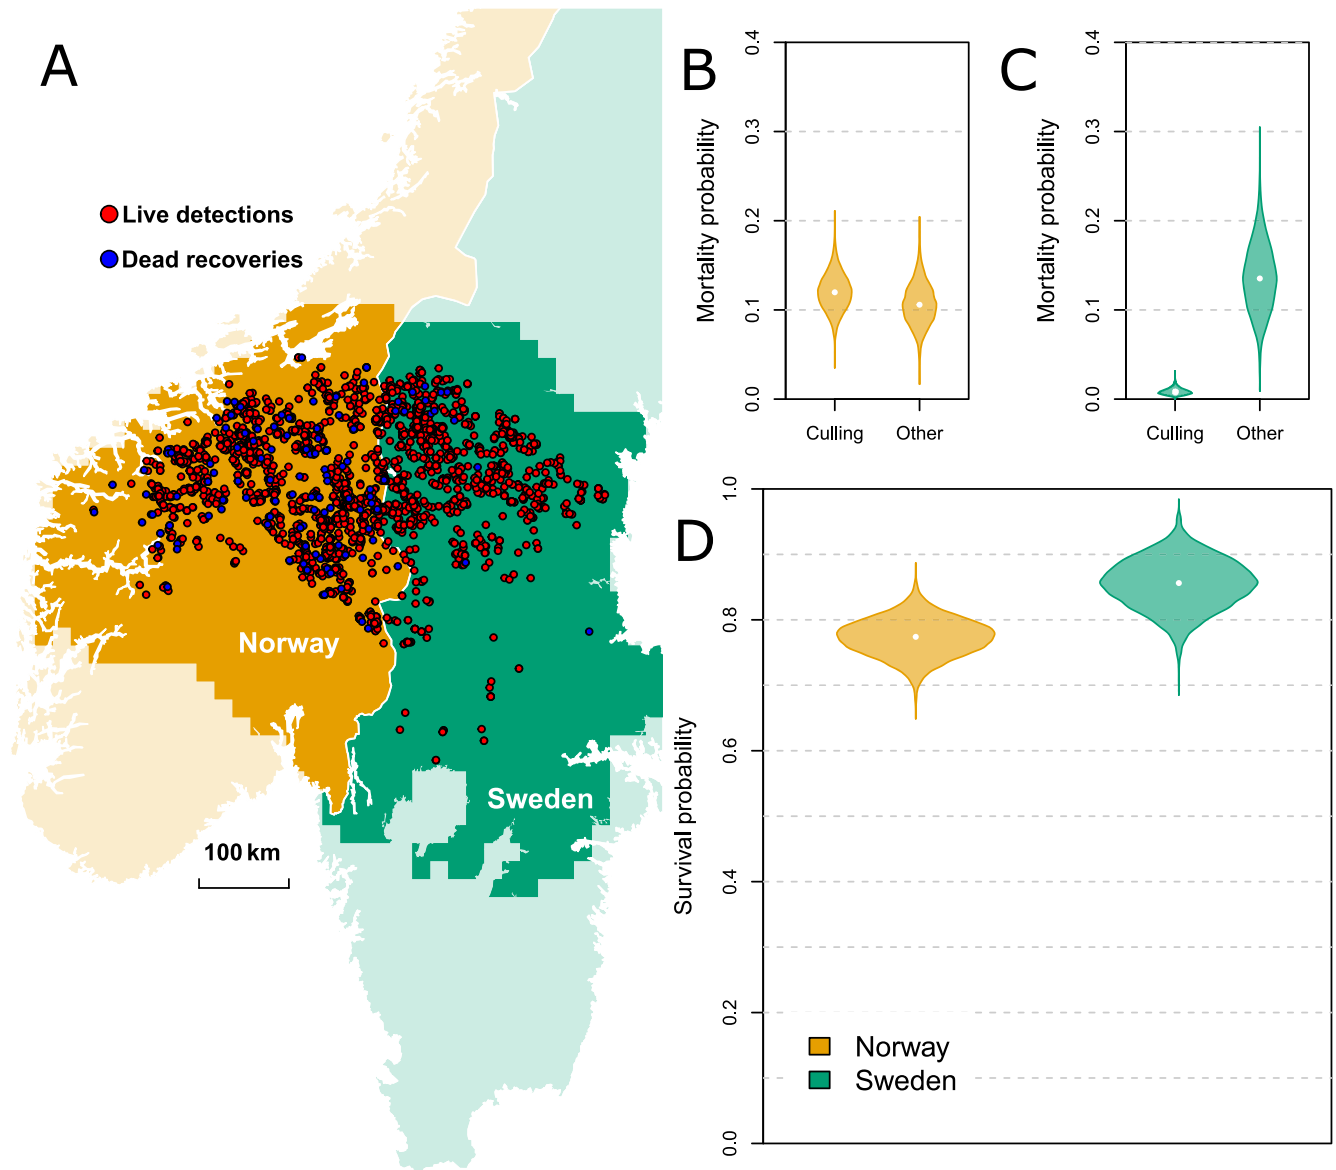 A
Live detections
Dead recoveries
Norway
Sweden
100 km
B
Mortality probability
0.4
0.3
0.2
0.1
0.0
Culling
Other
C
Mortality probability
0.4
0.3
0.2
0.1
0.0
Culling
Other
D
Survival probability
1.0
0.8
0.6
0.4
0.2
0.0
Norway
Sweden